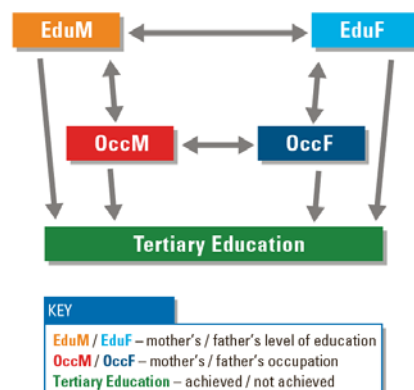 EduM EduF
OccM OccF
Tertiary Education
KEY
EduM / EduF – mother's / father's level of education
OccM / OccF – mother's / father's occupation
Tertiary Education – achieved / not achieved